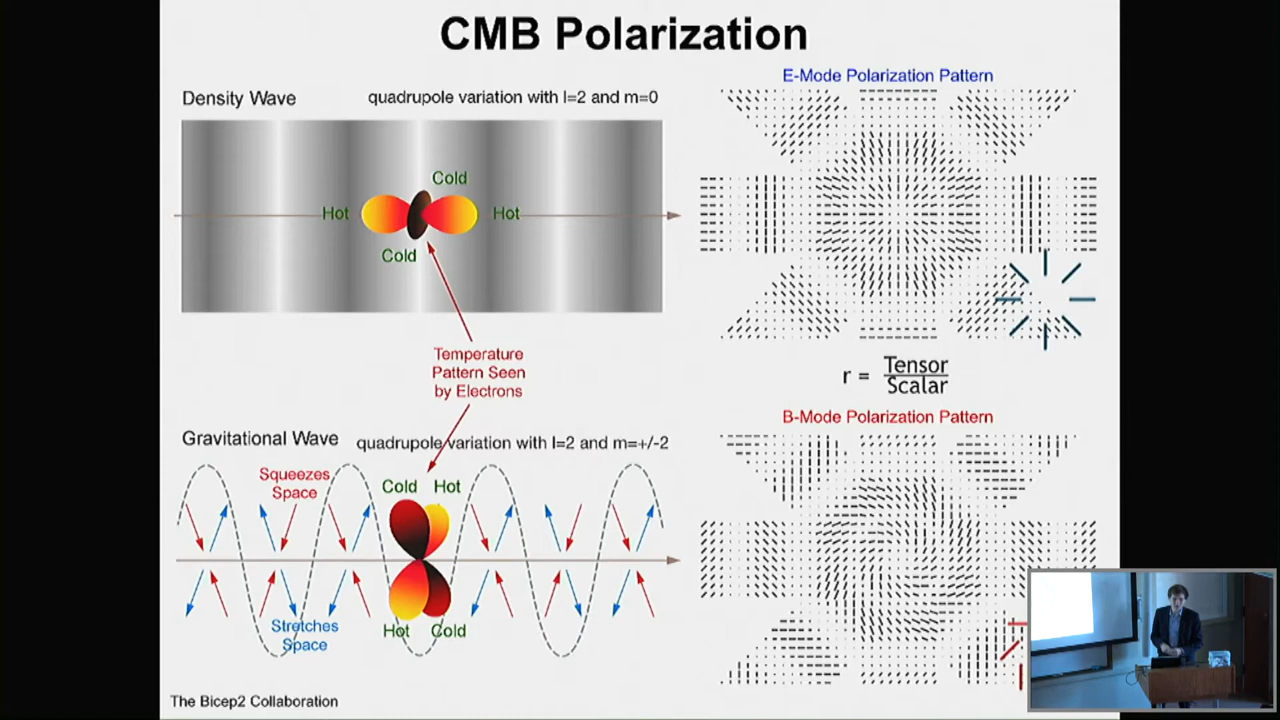 CMB Polarization
Density Wave
quadrupole variation with l=2 and m=0
Cold
Hot
Hot
Cold
Temperature
Pattern Seen
by Electrons
Gravitational Wave
quadrupole variation with l=2 and m=+/-2
Squeezes
Space
Cold Hot
Stretches
Space
Hot Cold
The Bicep2 Collaboration
E-Mode Polarization Pattern
r = Tensor
Scalar
B-Mode Polarization Pattern